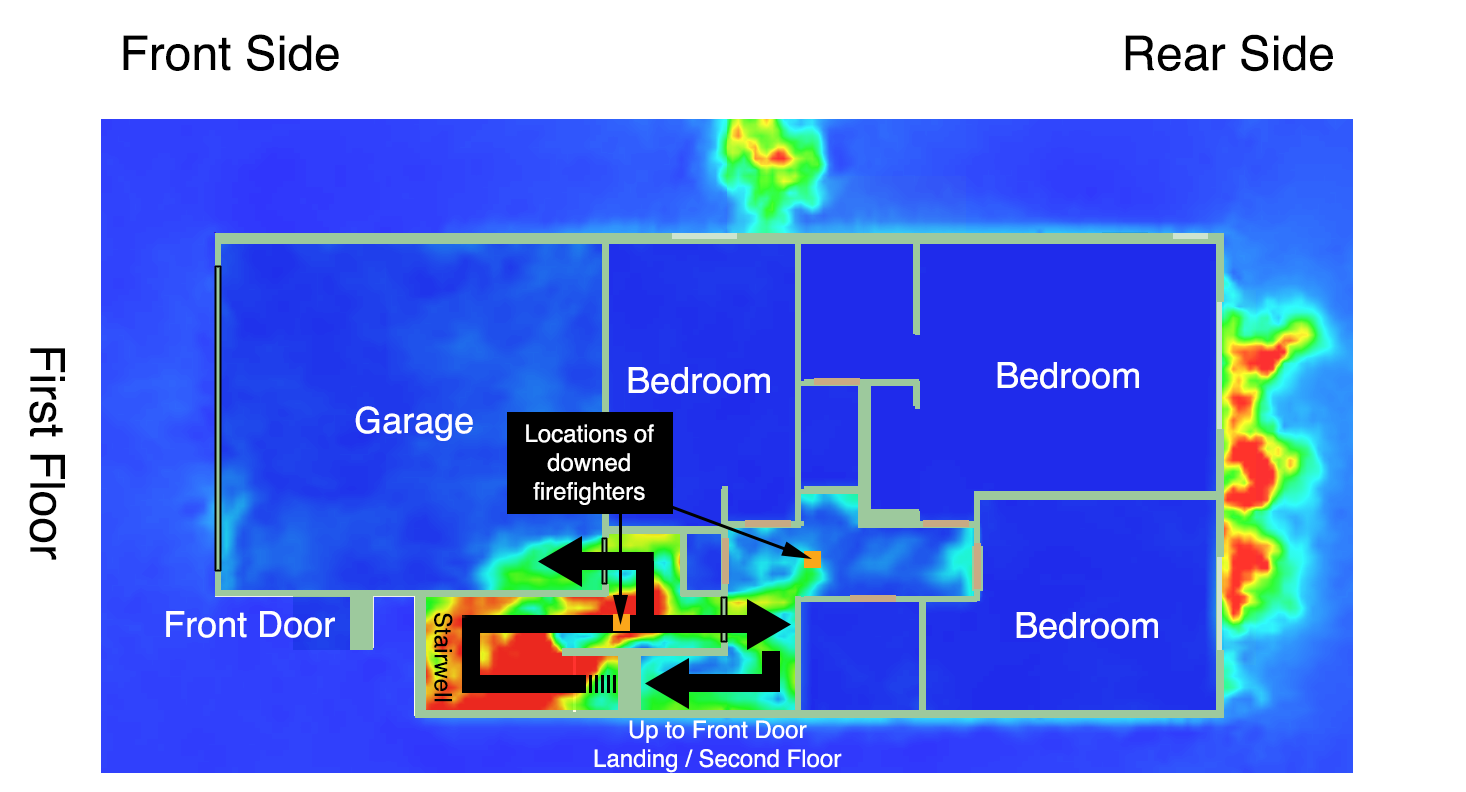 Front Side
Rear Side
First Floor
Bedroom
Bedroom
Garage
Locations of
downed
firefighters
Front Door
Stairwell
Bedroom
Up to Front Door
Landing / Second Floor